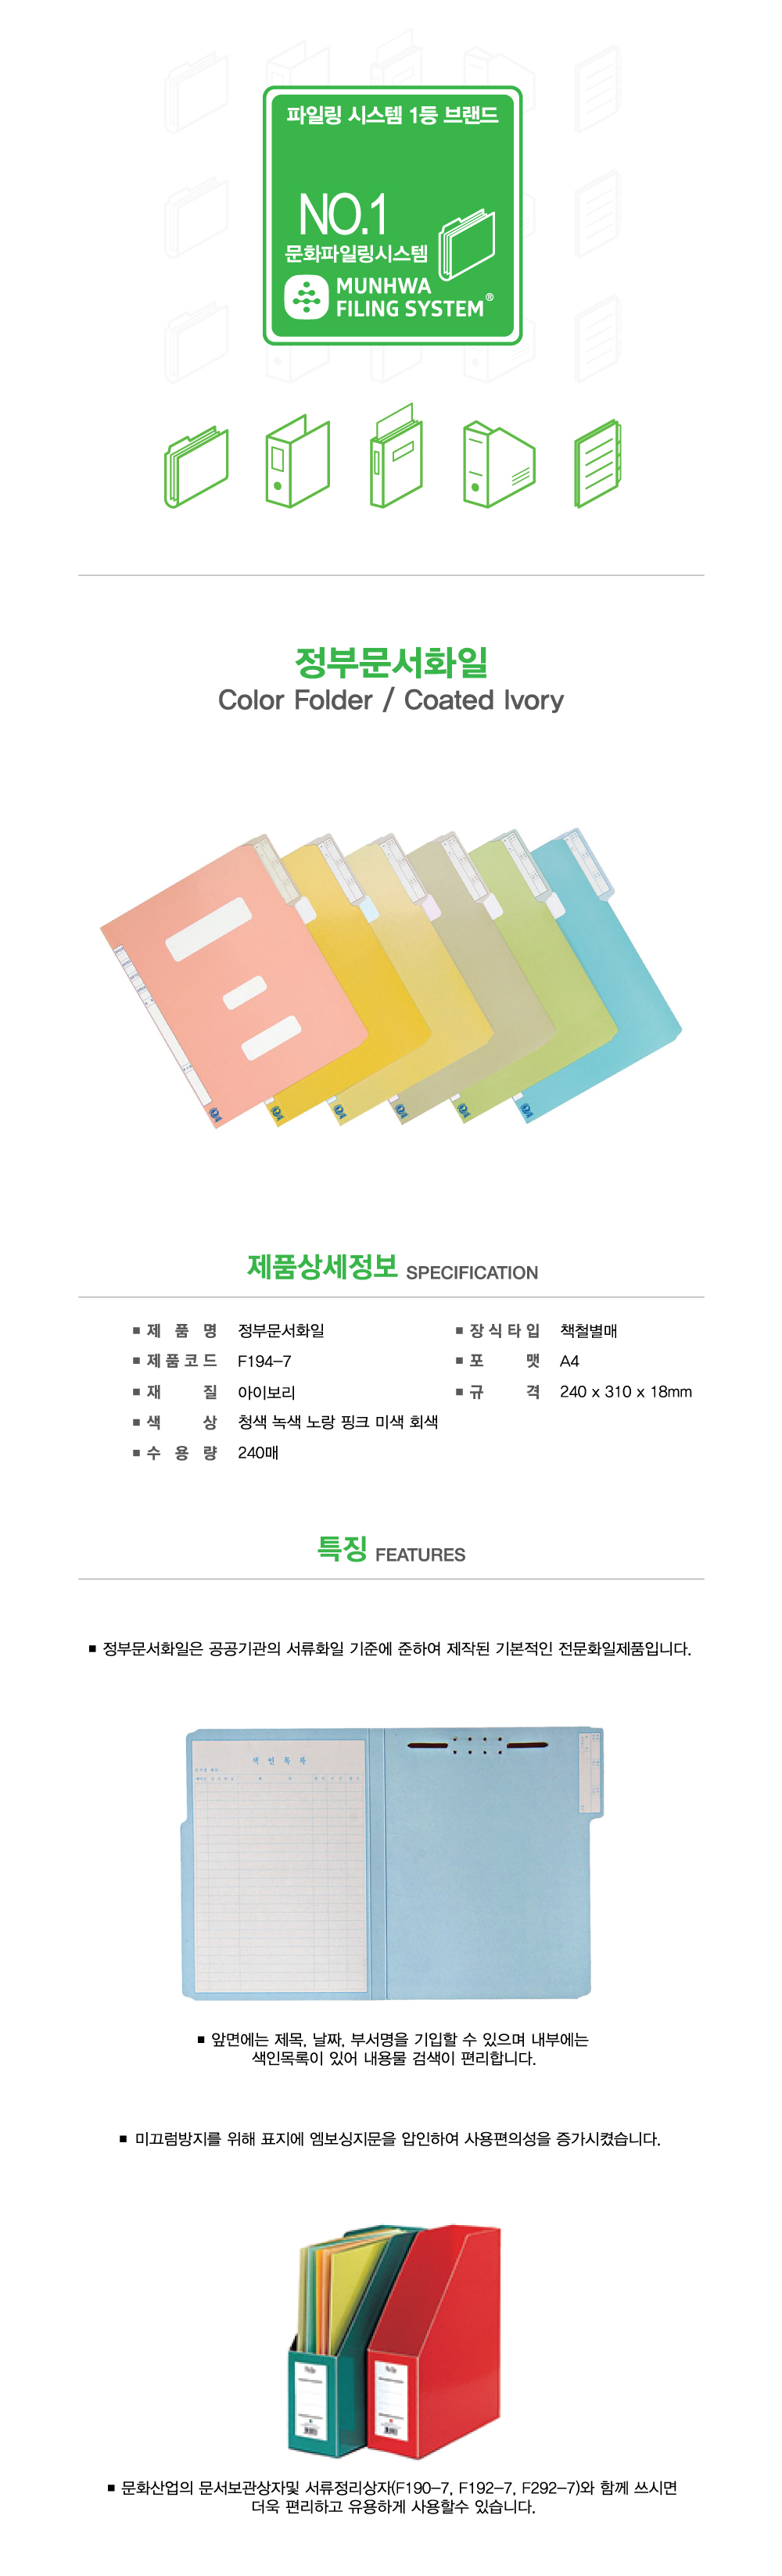 파일링 시스템 1등 브랜드
NO.1
문화파일링시스템
MUNHWA
FILING SYSTEM®
정부문서화일
Color Folder / Coated Ivory
제품상세정보 SPECIFICATION
■ 제 품 명 정부문서화일
■ 장식타입 책철별매
■ 제품코드 F194-7
■ 포 맷 A4
■ 재 질 아이보리
■ 규 격 240 x 310 x 18mm
■ 색 상 청색 녹색 노랑 핑크 미색 회색
■ 수 용 량 240매
특징 FEATURES
■ 정부문서화일은 공공기관의 서류화일 기준에 준하여 제작된 기본적인 전문화일제품입니다.
색 인 목 록
■ 앞면에는 제목, 날짜, 부서명을 기입할 수 있으며 내부에는
색인목록이 있어 내용물 검색이 편리합니다.
■ 미끄럼방지를 위해 표지에 엠보싱지문을 압인하여 사용편의성을 증가시켰습니다.
■ 문화산업의 문서보관상자및 서류정리상자(F190-7, F192-7, F292-7)와 함께 쓰시면
더욱 편리하고 유용하게 사용할수 있습니다.